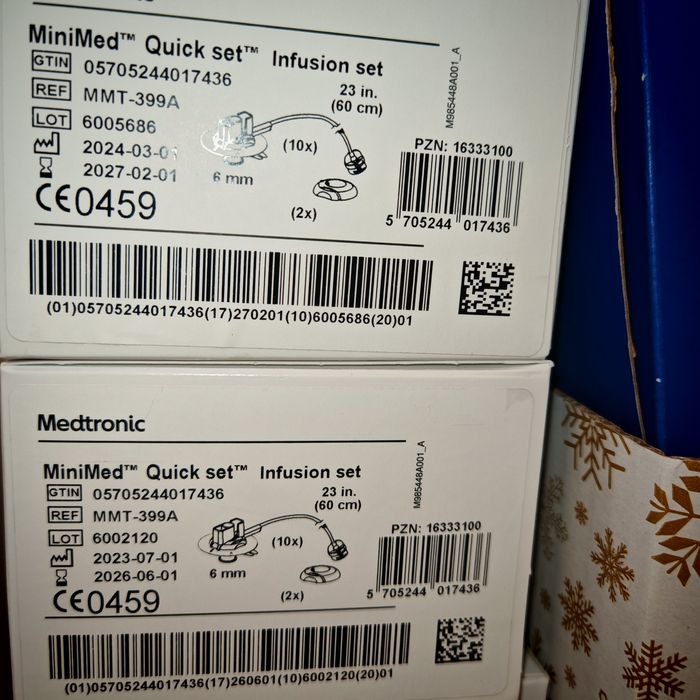 MiniMed™ Quick set™ Infusion set
GTIN 05705244017436
23 in.
(60 cm)
REF MMT-399A
LOT 6005686
M985448A001_A
2024-03-01
(10x)
PZN: 16333100
2027-02-01
6 mm
CE0459
(2x)
5 705244 017436
(01)05705244017436(17)270201(10)6005686(20)01
Medtronic
MiniMed™ Quick set™ Infusion set
GTIN 05705244017436
23 in.
(60 cm)
REF MMT-399A
LOT 6002120
M985448A001_A
2023-07-01
(10x)
PZN: 16333100
2026-06-01
6 mm
CE0459
(2x)
5 705244 017436
(01)05705244017436(17)260601(10)6002120(20)01